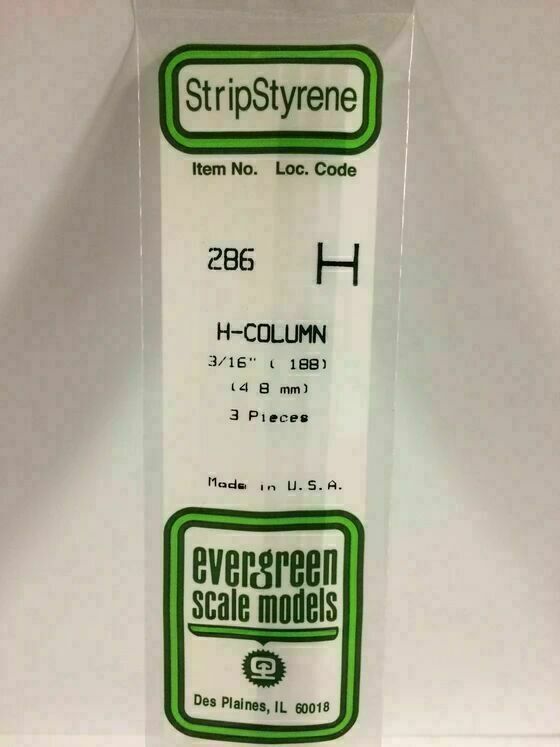 StripStyrene
Item No. Loc. Code
286 H
H-COLUMN
3/16" ( 188)
(4 8 mm)
3 Pieces
Made in U.S.A.
evergreen
scale models
Des Plaines, IL 60018